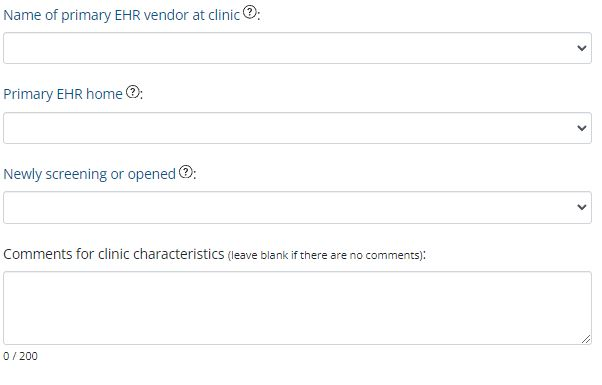 Name of primary EHR vendor at clinic ?:
Primary EHR home ?:
Newly screening or opened ?:
Comments for clinic characteristics (leave blank if there are no comments):
0 / 200